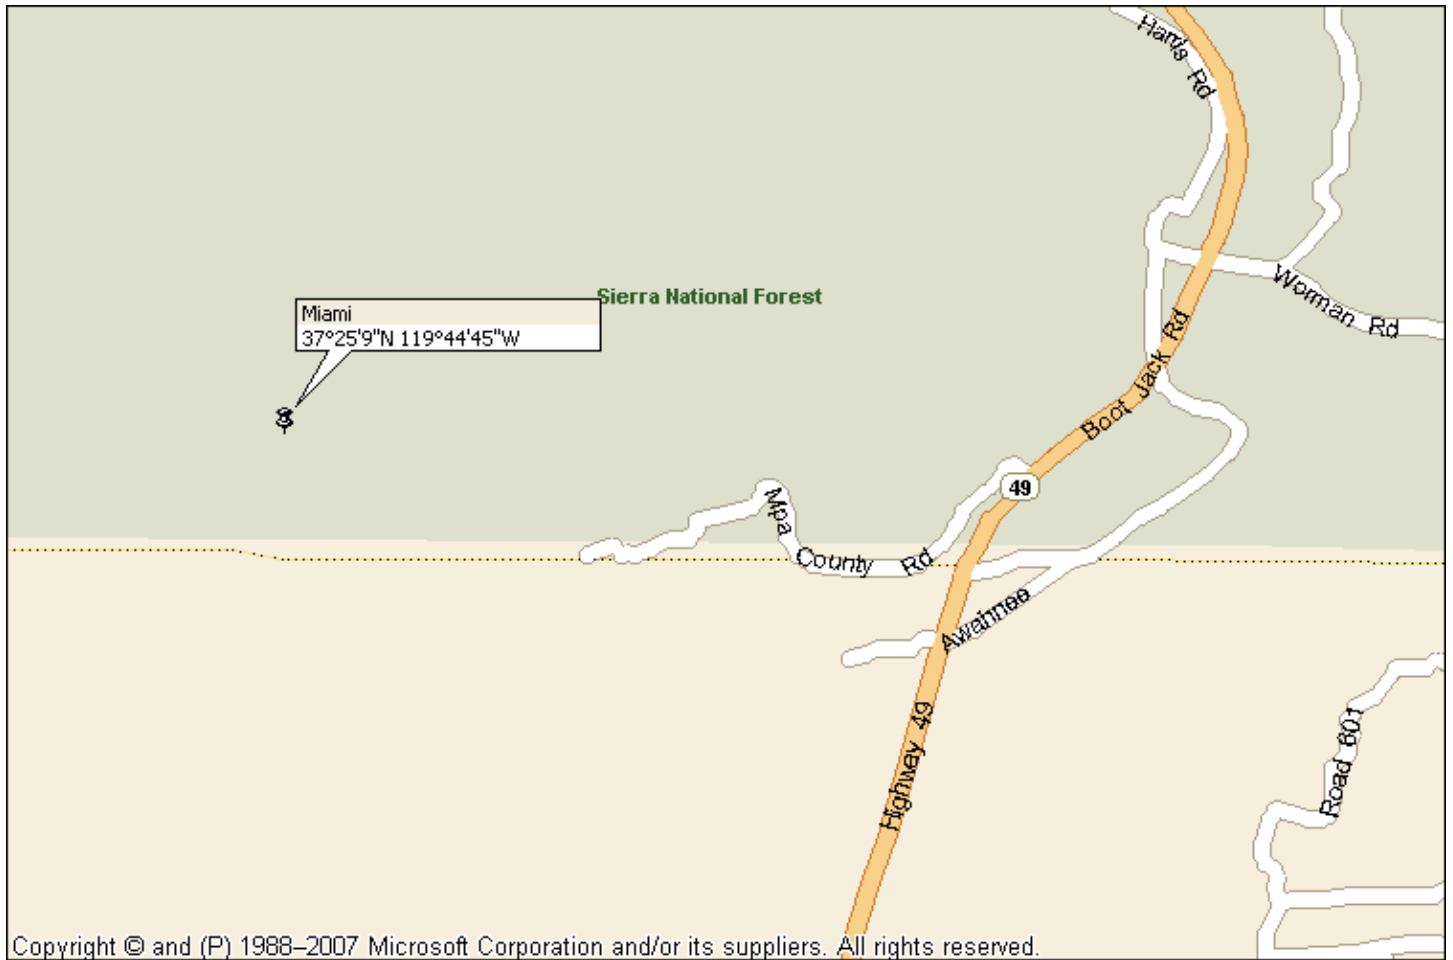 Harris Rd
Sierra National Forest
Worman Rd
Miami
37°25'9"N 119°44'45"W
Boot Jack Rd
49
Mpa County Rd
Awahnee
Highway 49
Road 601
Copyright © and (P) 1988–2007 Microsoft Corporation and/or its suppliers. All rights reserved.